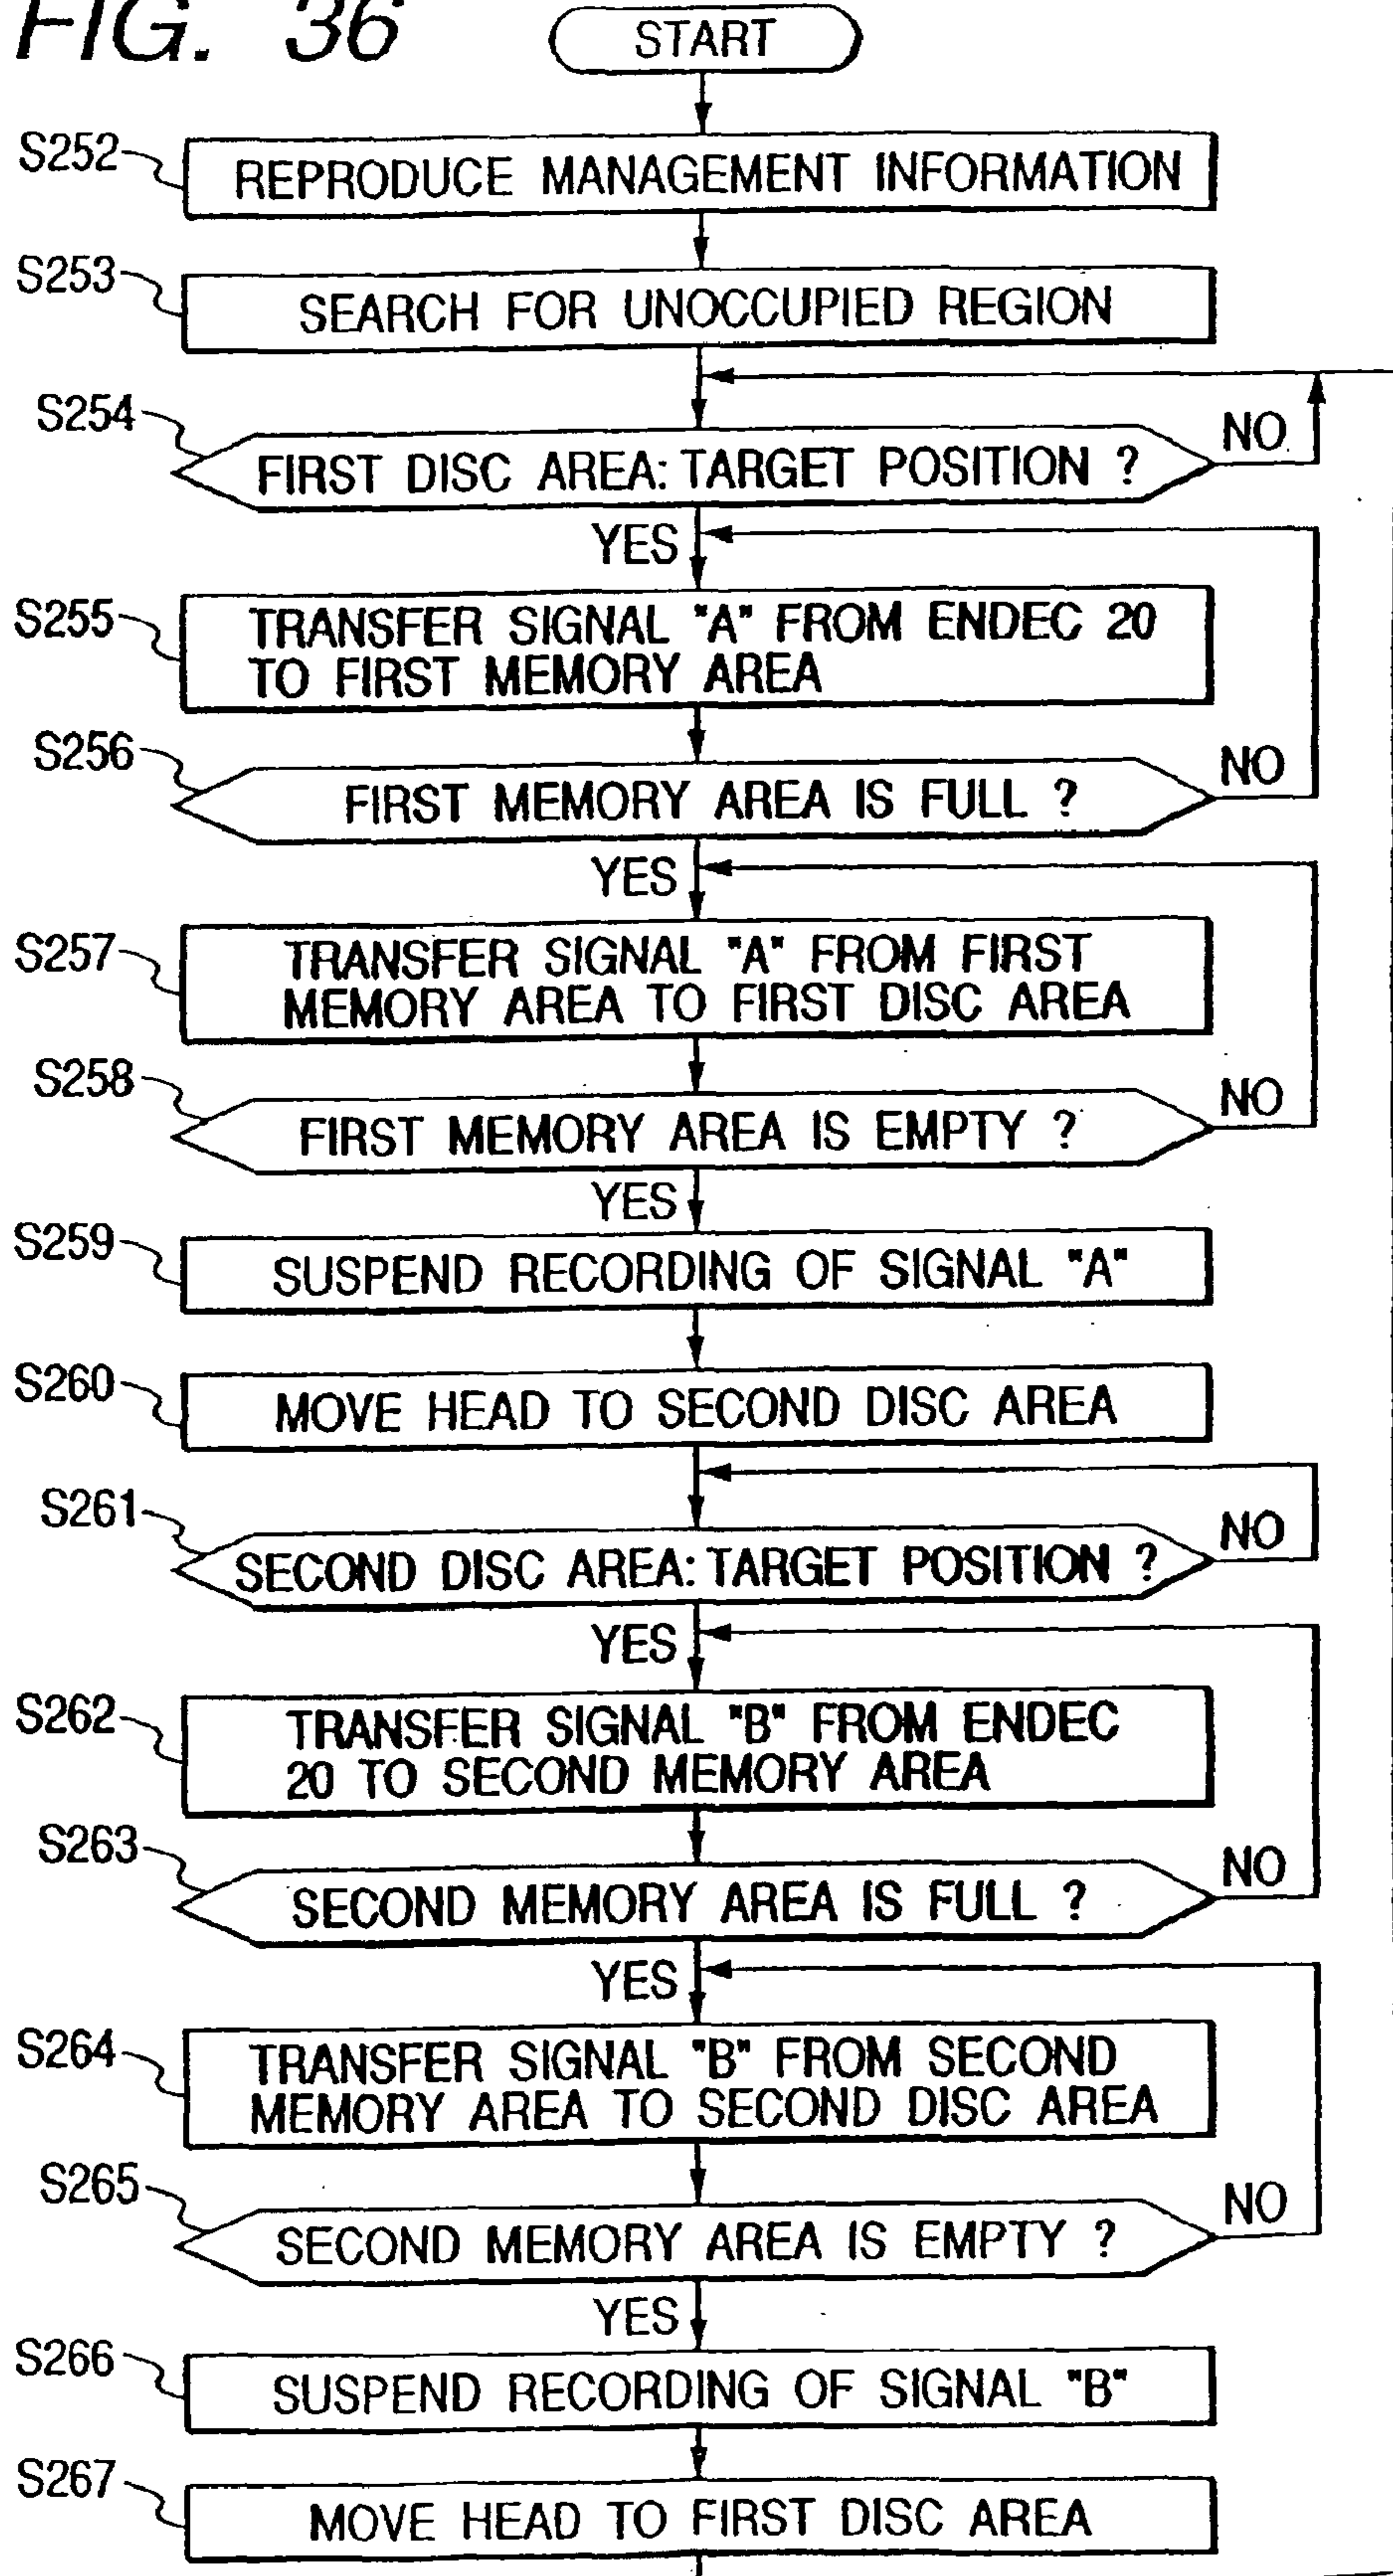 FIG. 36
START
S252
REPRODUCE MANAGEMENT INFORMATION
S253
SEARCH FOR UNOCCUPIED REGION
S254
FIRST DISC AREA: TARGET POSITION ?
NO
YES
S255
TRANSFER SIGNAL "A" FROM ENDEC 20
TO FIRST MEMORY AREA
S256
FIRST MEMORY AREA IS FULL ?
NO
YES
S257
TRANSFER SIGNAL "A" FROM FIRST
MEMORY AREA TO FIRST DISC AREA
S258
FIRST MEMORY AREA IS EMPTY ?
NO
YES
S259
SUSPEND RECORDING OF SIGNAL "A"
S260
MOVE HEAD TO SECOND DISC AREA
S261
SECOND DISC AREA: TARGET POSITION ?
NO
YES
S262
TRANSFER SIGNAL "B" FROM ENDEC
20 TO SECOND MEMORY AREA
S263
SECOND MEMORY AREA IS FULL ?
NO
YES
S264
TRANSFER SIGNAL "B" FROM SECOND
MEMORY AREA TO SECOND DISC AREA
S265
SECOND MEMORY AREA IS EMPTY ?
NO
YES
S266
SUSPEND RECORDING OF SIGNAL "B"
S267
MOVE HEAD TO FIRST DISC AREA